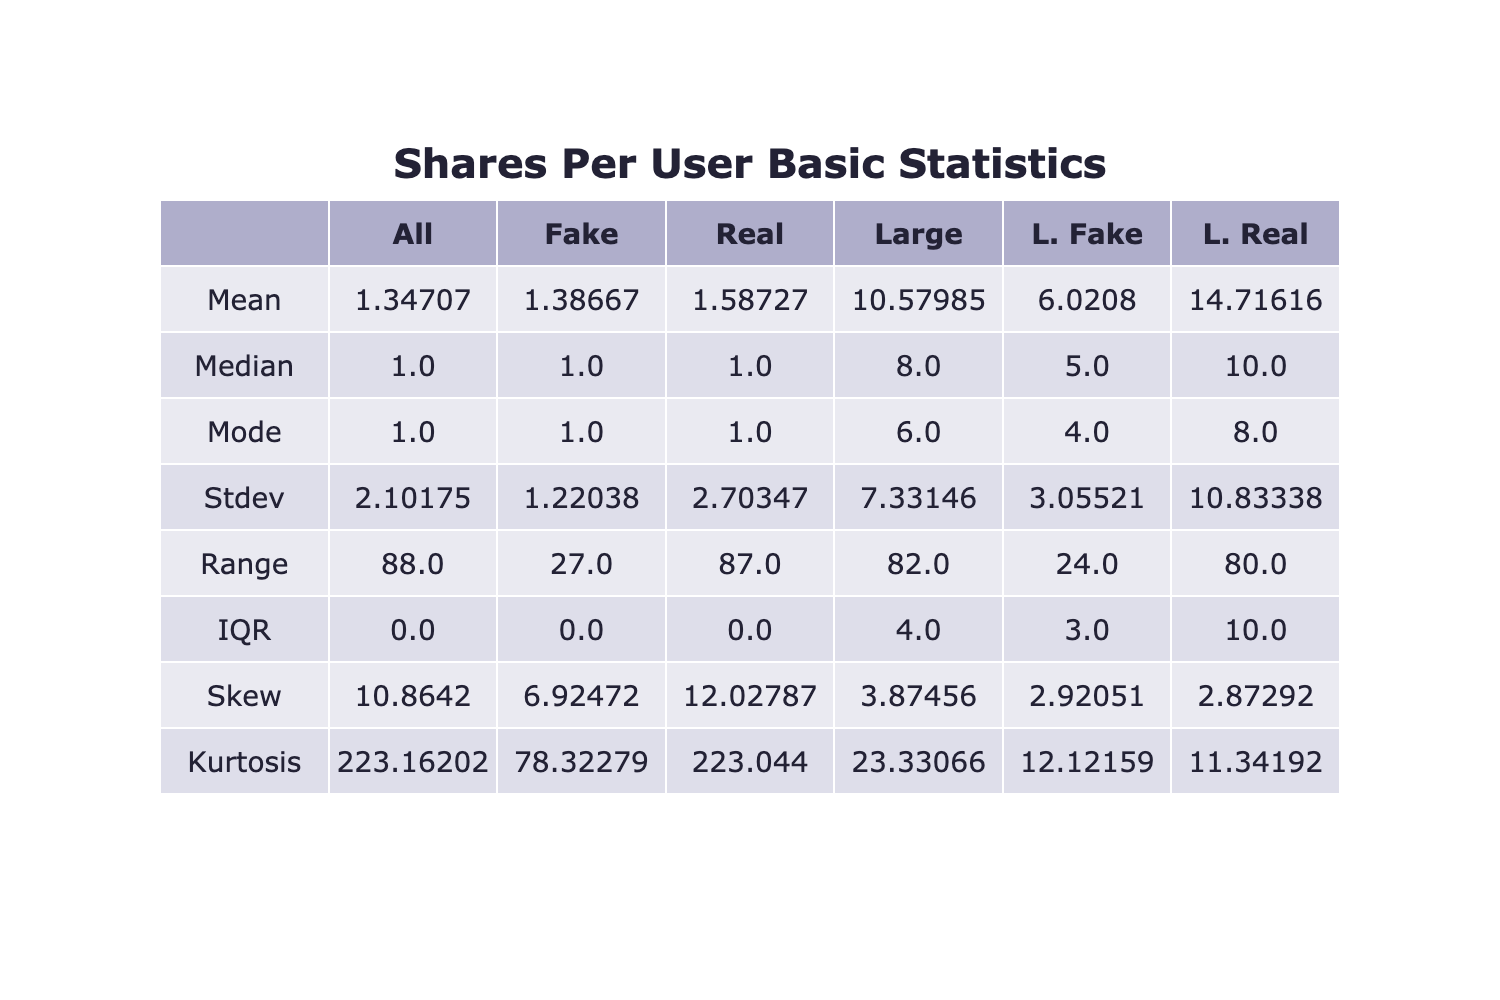 Shares Per User Basic Statistics
All Fake Real Large L. Fake L. Real
Mean 1.34707 1.38667 1.58727 10.57985 6.0208 14.71616
Median 1.0 1.0 1.0 8.0 5.0 10.0
Mode 1.0 1.0 1.0 6.0 4.0 8.0
Stdev 2.10175 1.22038 2.70347 7.33146 3.05521 10.83338
Range 88.0 27.0 87.0 82.0 24.0 80.0
IQR 0.0 0.0 0.0 4.0 3.0 10.0
Skew 10.8642 6.92472 12.02787 3.87456 2.92051 2.87292
Kurtosis 223.16202 78.32279 223.044 23.33066 12.12159 11.34192